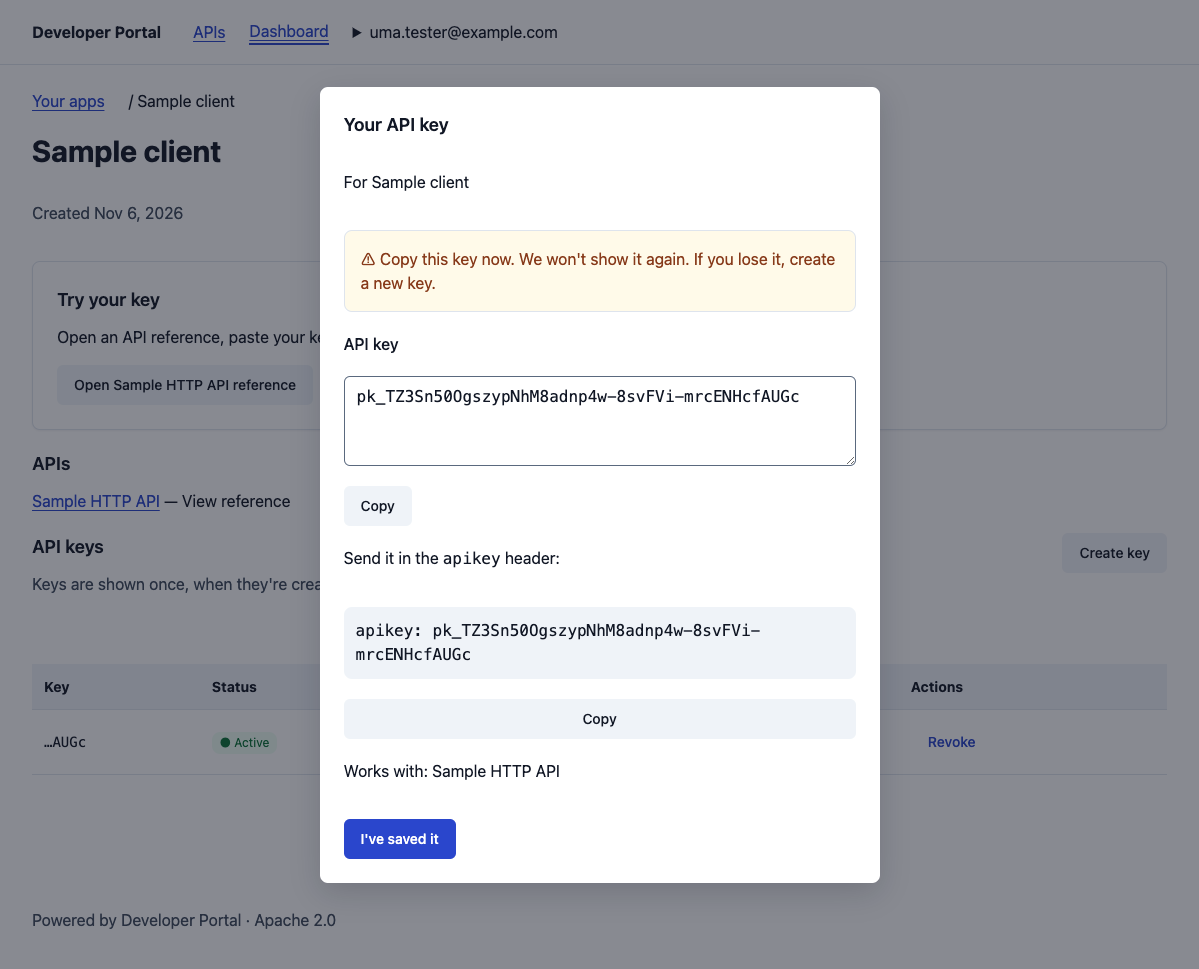 Developer Portal
APIs
Dashboard
▶ uma.tester@example.com
Your apps / Sample client
Sample client
Created Nov 6, 2026
Try your key
Open an API reference, paste your
Open Sample HTTP API reference
APIs
Sample HTTP API — View reference
API keys
Create key
Keys are shown once, when they're
Key
Status
Actions
…AUGc
Active
Revoke
Powered by Developer Portal · Apache 2.0
Your API key
For Sample client
⚠ Copy this key now. We won't show it again. If you lose it, create
a new key.
API key
pk_TZ3Sn50OgszypNhM8adnp4w-8svFVi-mrcENHcfAUGc
Copy
Send it in the apikey header:
apikey: pk_TZ3Sn50OgszypNhM8adnp4w-8svFVi-
mrcENHcfAUGc
Copy
Works with: Sample HTTP API
I've saved it